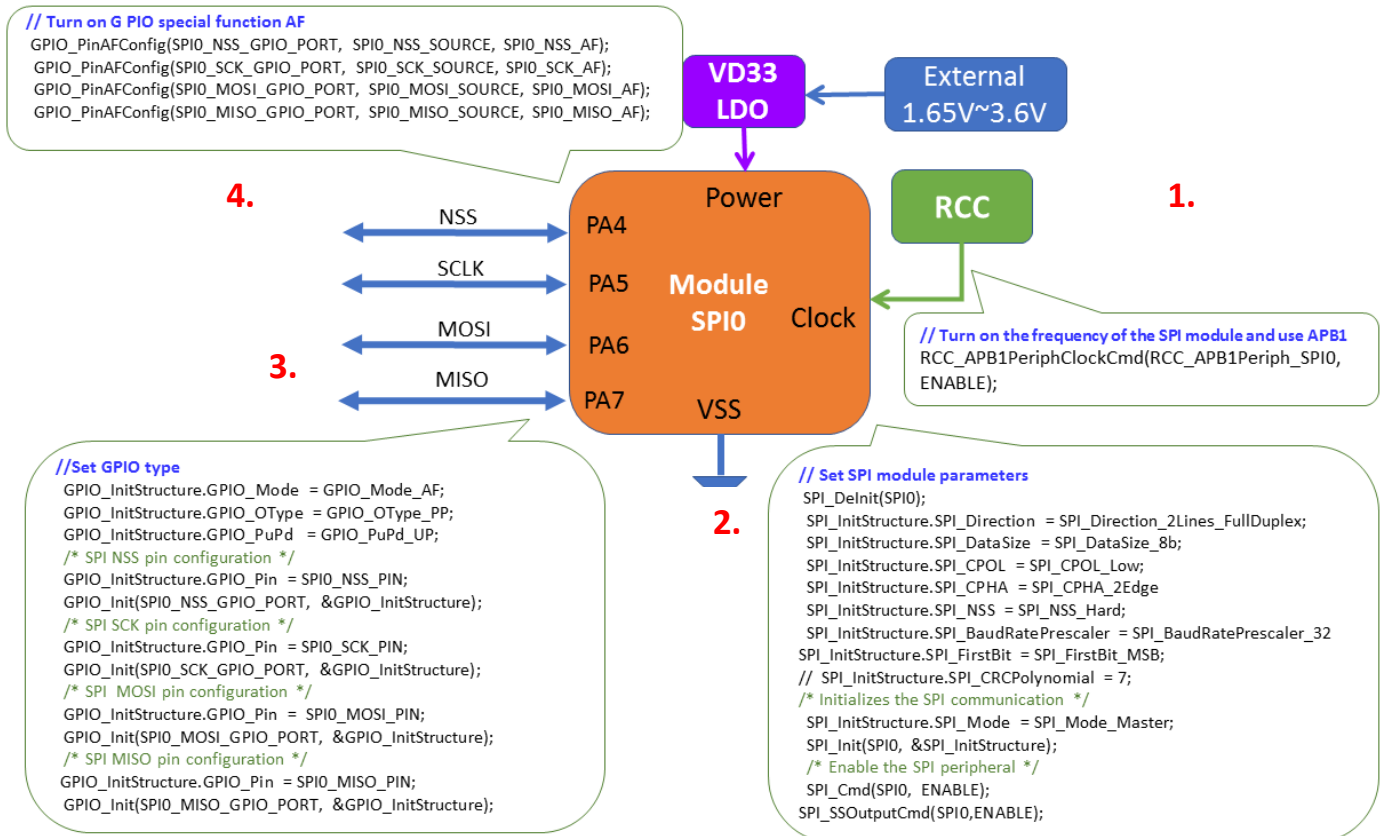 // Turn on G PIO special function AF
GPIO_PinAFConfig(SPI0_NSS_GPIO_PORT, SPI0_NSS_SOURCE, SPI0_NSS_AF);
GPIO_PinAFConfig(SPI0_SCK_GPIO_PORT, SPI0_SCK_SOURCE, SPI0_SCK_AF);
GPIO_PinAFConfig(SPI0_MOSI_GPIO_PORT, SPI0_MOSI_SOURCE, SPI0_MOSI_AF);
GPIO_PinAFConfig(SPI0_MISO_GPIO_PORT, SPI0_MISO_SOURCE, SPI0_MISO_AF);
VD33
LDO
External
1.65V~3.6V
4.
Power
RCC
1.
NSS
PA4
SCLK
PA5
Module
SPI0
Clock
MOSI
PA6
3.
MISO
PA7
VSS
// Turn on the frequency of the SPI module and use APB1
RCC_APB1PeriphClockCmd(RCC_APB1Periph_SPI0,
ENABLE);
//Set GPIO type
GPIO_InitStructure.GPIO_Mode = GPIO_Mode_AF;
GPIO_InitStructure.GPIO_OType = GPIO_OType_PP;
GPIO_InitStructure.GPIO_PuPd = GPIO_PuPd_UP;
/* SPI NSS pin configuration */
GPIO_InitStructure.GPIO_Pin = SPI0_NSS_PIN;
GPIO_Init(SPI0_NSS_GPIO_PORT, &GPIO_InitStructure);
/* SPI SCK pin configuration */
GPIO_InitStructure.GPIO_Pin = SPI0_SCK_PIN;
GPIO_Init(SPI0_SCK_GPIO_PORT, &GPIO_InitStructure);
/* SPI MOSI pin configuration */
GPIO_InitStructure.GPIO_Pin = SPI0_MOSI_PIN;
GPIO_Init(SPI0_MOSI_GPIO_PORT, &GPIO_InitStructure);
/* SPI MISO pin configuration */
GPIO_InitStructure.GPIO_Pin = SPI0_MISO_PIN;
GPIO_Init(SPI0_MISO_GPIO_PORT, &GPIO_InitStructure);
2.
// Set SPI module parameters
SPI_DeInit(SPI0);
SPI_InitStructure.SPI_Direction = SPI_Direction_2Lines_FullDuplex;
SPI_InitStructure.SPI_DataSize = SPI_DataSize_8b;
SPI_InitStructure.SPI_CPOL = SPI_CPOL_Low;
SPI_InitStructure.SPI_CPHA = SPI_CPHA_2Edge
SPI_InitStructure.SPI_NSS = SPI_NSS_Hard;
SPI_InitStructure.SPI_BaudRatePrescaler = SPI_BaudRatePrescaler_32
SPI_InitStructure.SPI_FirstBit = SPI_FirstBit_MSB;
// SPI_InitStructure.SPI_CRCPolynomial = 7;
/* Initializes the SPI communication */
SPI_InitStructure.SPI_Mode = SPI_Mode_Master;
SPI_Init(SPI0, &SPI_InitStructure);
/* Enable the SPI peripheral */
SPI_Cmd(SPI0, ENABLE);
SPI_SSOutputCmd(SPI0,ENABLE);